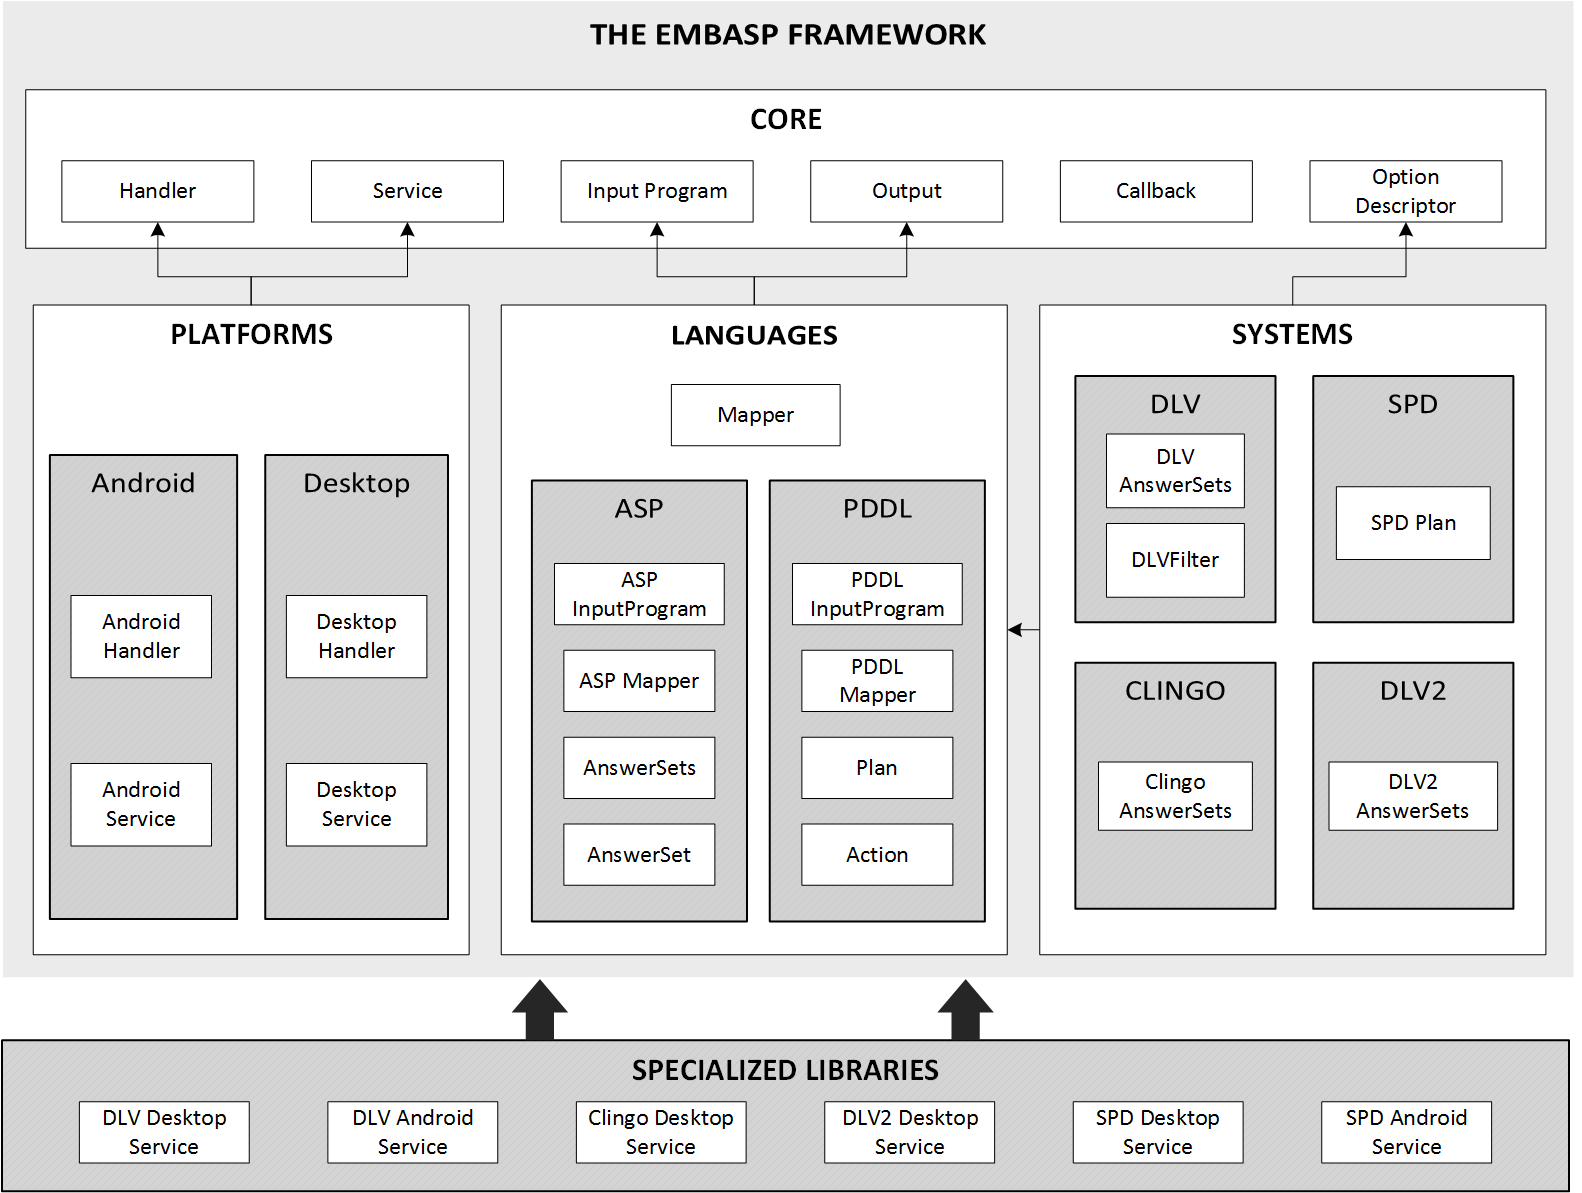 THE EMBASP FRAMEWORK
CORE
Handler
Service
Input Program
Output
Callback
Option
Descriptor
PLATFORMS
Android
Android
Handler
Android
Service
Desktop
Desktop
Handler
Desktop
Service
LANGUAGES
Mapper
ASP
ASP
InputProgram
ASP Mapper
AnswerSets
AnswerSet
PDDL
PDDL
InputProgram
PDDL
Mapper
Plan
Action
SYSTEMS
DLV
DLV
AnswerSets
DLVFilter
SPD
SPD Plan
CLINGO
Clingo
AnswerSets
DLV2
DLV2
AnswerSets
SPECIALIZED LIBRARIES
DLV Desktop
Service
DLV Android
Service
Clingo Desktop
Service
DLV2 Desktop
Service
SPD Desktop
Service
SPD Android
Service